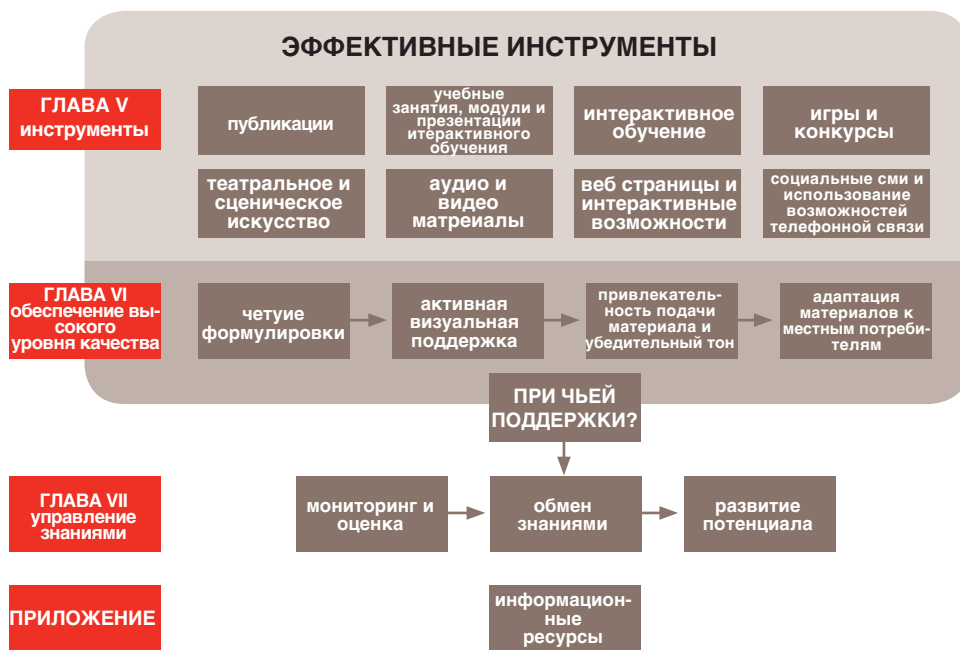 ЭФФЕКТИВНЫЕ ИНСТРУМЕНТЫ
ГЛАВА V
инструменты
публикации
учебные
занятия, модули и
презентации
итерактивного
обучения
интерактивное
обучение
игры и
конкурсы
театральное и
сценическое
искусство
аудио и
видео
матреиалы
веб страницы и
интерактивные
возможности
социальные сми и
использование
возможностей
телефонной связи
ГЛАВА VI
обеспечение вы-
сокого
уровня качества
четуие
формулировки
активная
визуальная
поддержка
привлекатель-
ность подачи
материала и
убедительный тон
адаптация
материалов к
местным потреби-
телям
ПРИ ЧЬЕЙ
ПОДДЕРЖКИ?
ГЛАВА VII
управление
знаниями
мониторинг и
оценка
обмен
знаниями
развитие
потенциала
ПРИЛОЖЕНИЕ
информацион-
ные
ресурсы